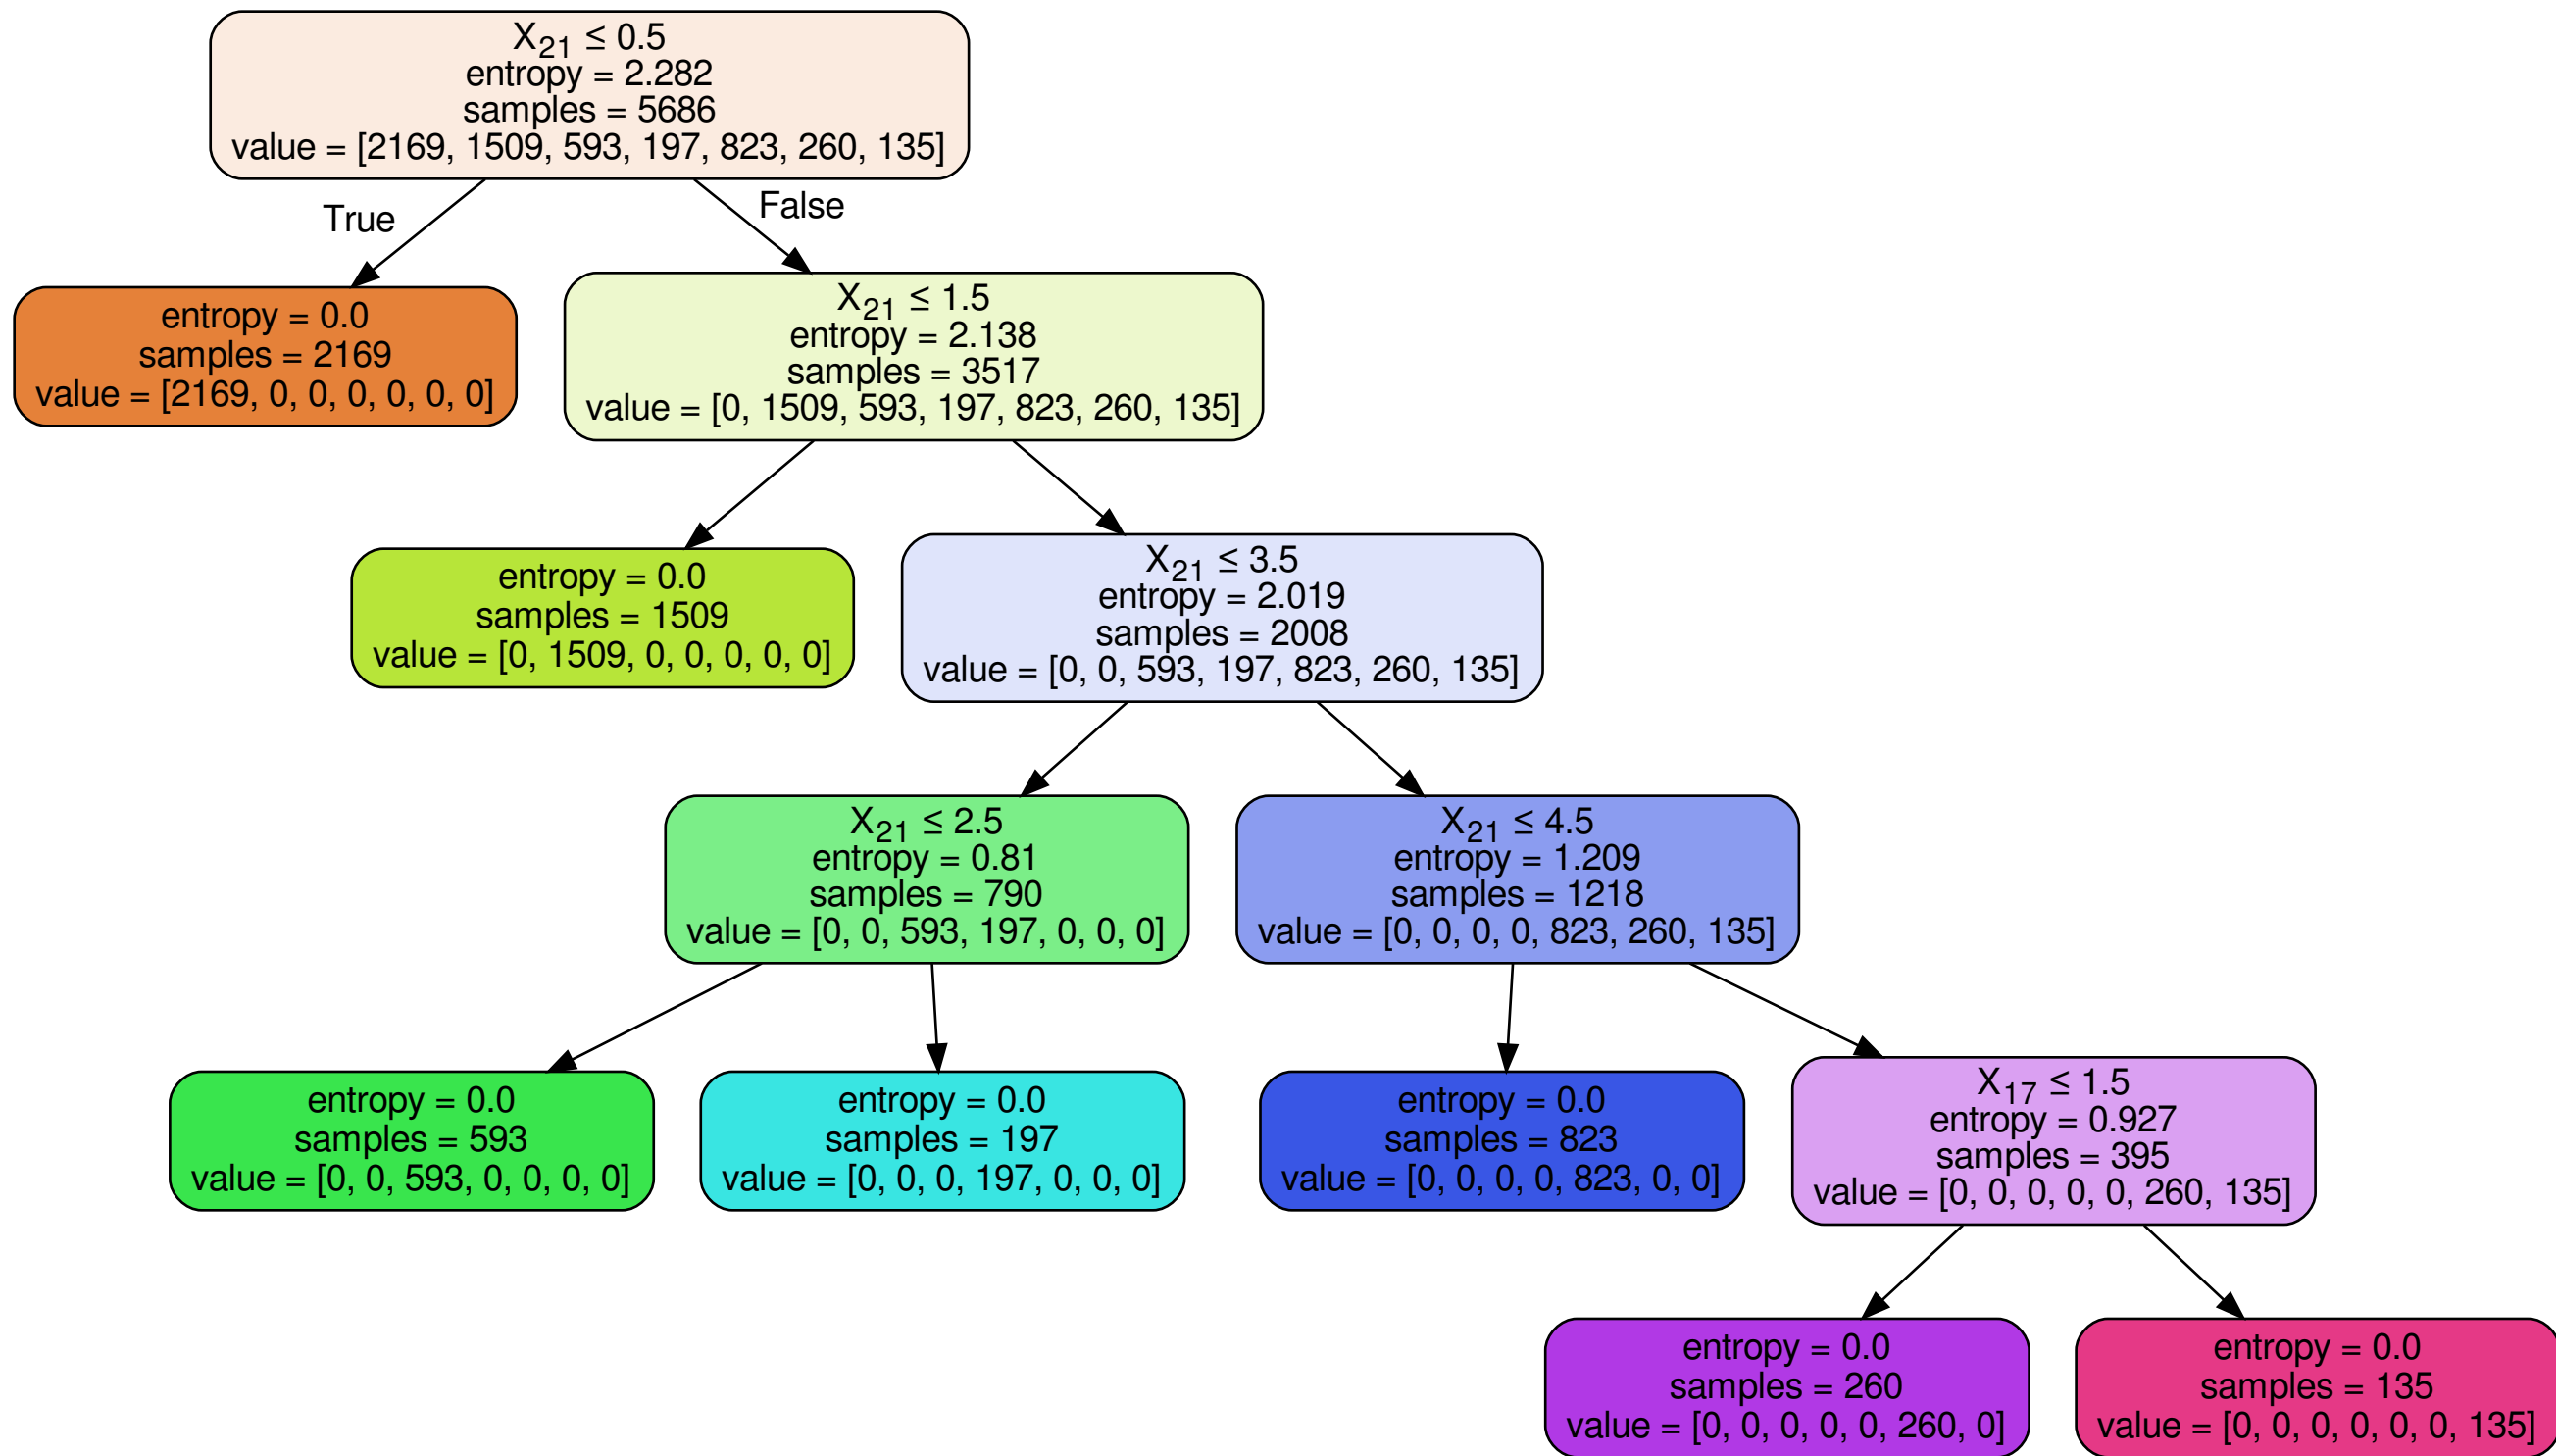 X21 ≤ 0.5
entropy = 2.282
samples = 5686
value = [2169, 1509, 593, 197, 823, 260, 135]
True
False
entropy = 0.0
samples = 2169
value = [2169, 0, 0, 0, 0, 0, 0]
X21 ≤ 1.5
entropy = 2.138
samples = 3517
value = [0, 1509, 593, 197, 823, 260, 135]
entropy = 0.0
samples = 1509
value = [0, 1509, 0, 0, 0, 0, 0]
X21 ≤ 3.5
entropy = 2.019
samples = 2008
value = [0, 0, 593, 197, 823, 260, 135]
X21 ≤ 2.5
entropy = 0.81
samples = 790
value = [0, 0, 593, 197, 0, 0, 0]
X21 ≤ 4.5
entropy = 1.209
samples = 1218
value = [0, 0, 0, 0, 823, 260, 135]
entropy = 0.0
samples = 593
value = [0, 0, 593, 0, 0, 0, 0]
entropy = 0.0
samples = 197
value = [0, 0, 0, 197, 0, 0, 0]
entropy = 0.0
samples = 823
value = [0, 0, 0, 0, 823, 0, 0]
X17 ≤ 1.5
entropy = 0.927
samples = 395
value = [0, 0, 0, 0, 0, 260, 135]
entropy = 0.0
samples = 260
value = [0, 0, 0, 0, 0, 260, 0]
entropy = 0.0
samples = 135
value = [0, 0, 0, 0, 0, 0, 135]